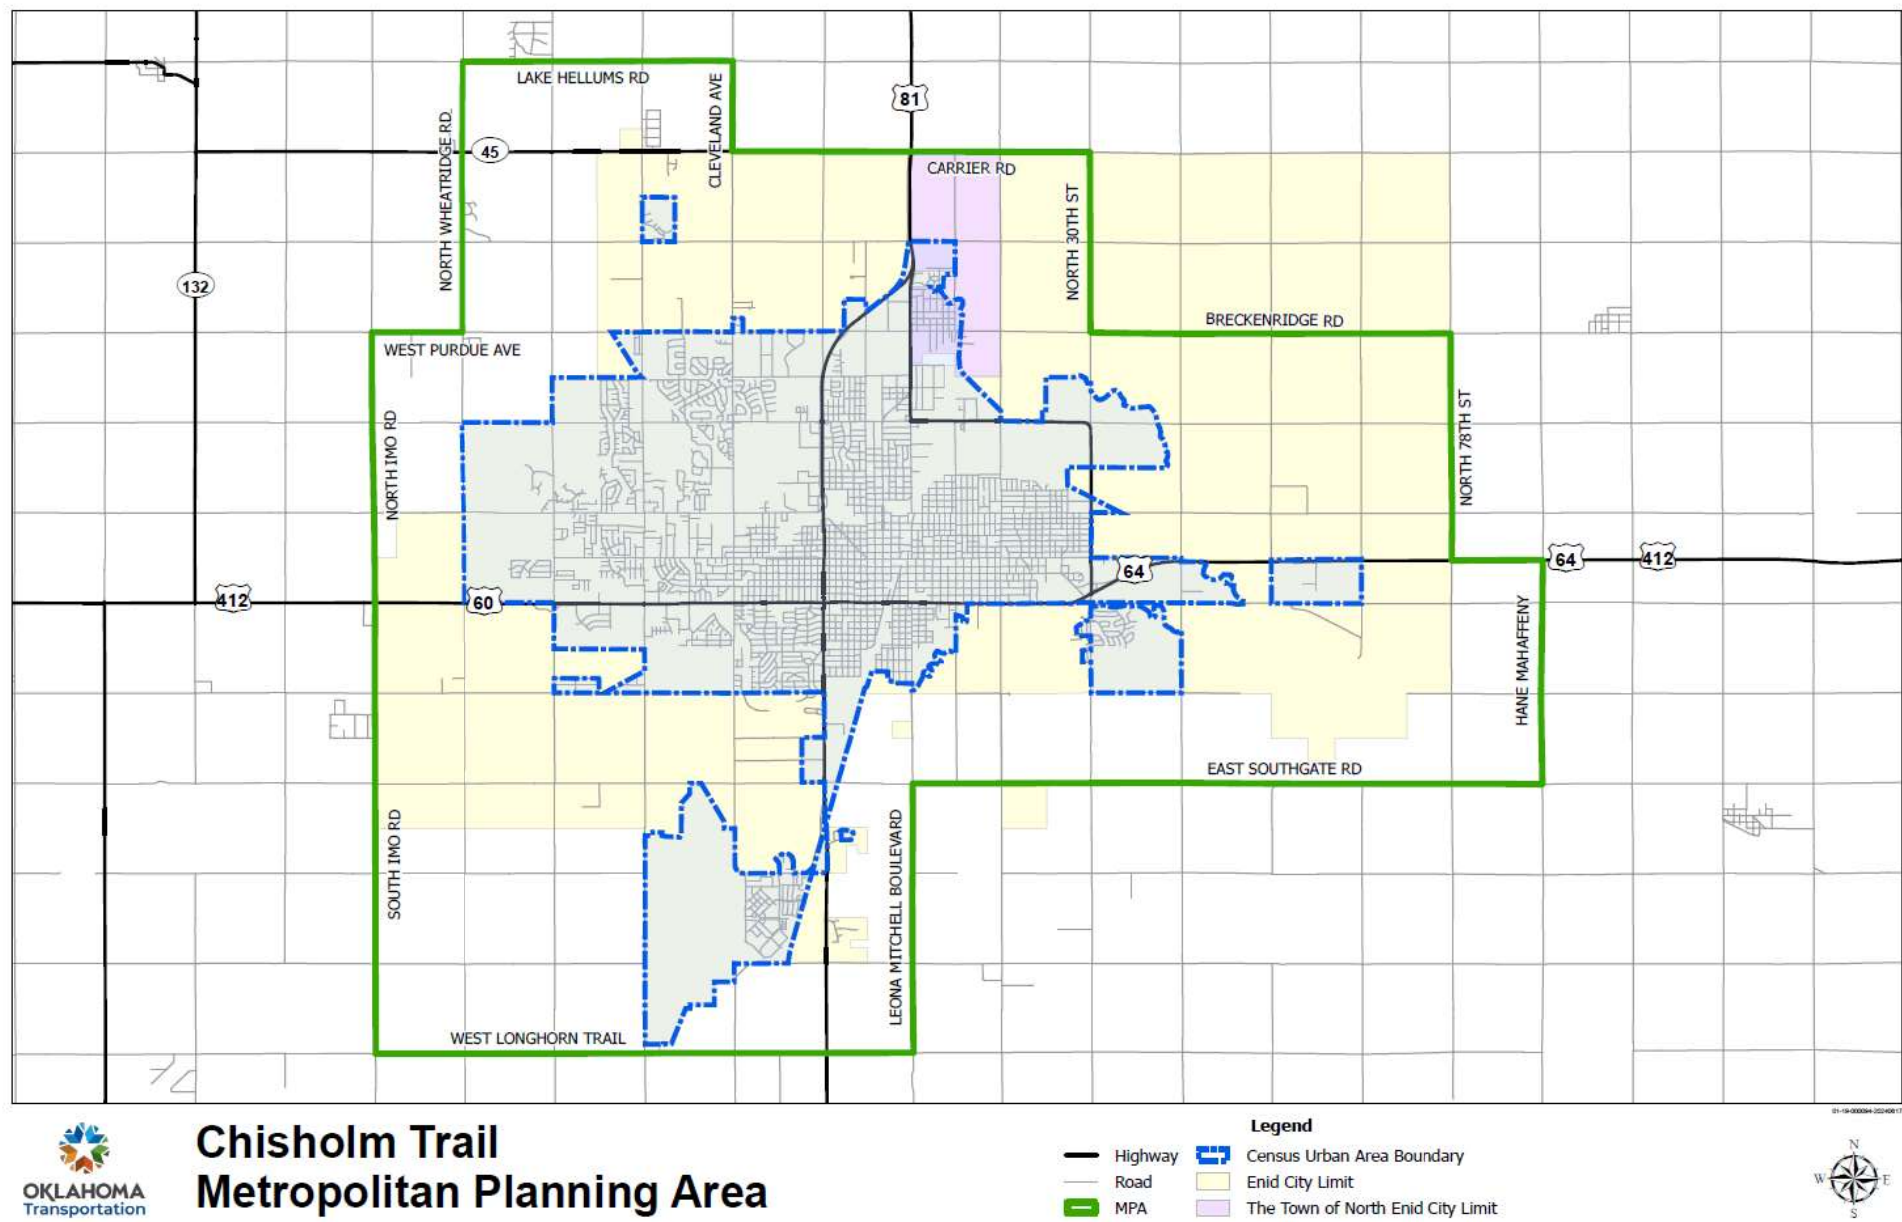 LAKE HELLUMS RD
CLEVELAND AVE
81
NORTH WHEATRIDGE RD
45
CARRIER RD
NORTH 30TH ST
132
BRECKENRIDGE RD
WEST PURDUE AVE
NORTH IMO RD
NORTH 78TH ST
64
412
64
412
60
HANE MAHAFFENY
EAST SOUTHGATE RD
SOUTH IMO RD
LEONA MITCHELL BOULEVARD
WEST LONGHORN TRAIL
OKLAHOMA
Transportation
Chisholm Trail
Metropolitan Planning Area
Legend
Highway
Census Urban Area Boundary
Road
Enid City Limit
MPA
The Town of North Enid City Limit
N
W
E
S